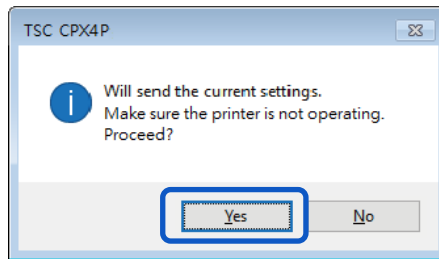 TSC CPX4P
Will send the current settings.
Make sure the printer is not operating.
Proceed?
Yes
No